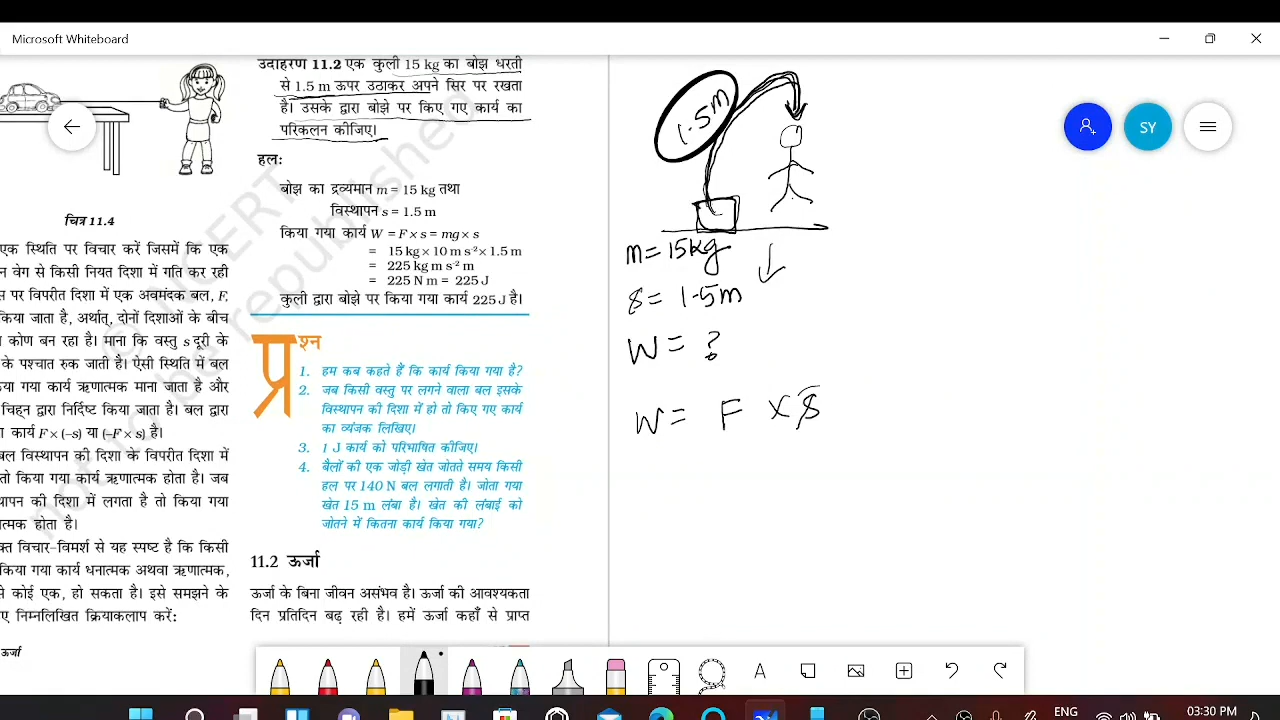 Microsoft Whiteboard
चित्र 11.4
एक स्थिति पर विचार करें जिसमें कि एक
न वेग से किसी नियत दिशा में गति कर रही
स पर विपरीत दिशा में एक अवमंदक बल, F,
किया जाता है, अर्थात्, दोनों दिशाओं के बीच
कोण बन रहा है। माना कि वस्तु s दूरी के
के पश्चात रुक जाती है। ऐसी स्थिति में बल
या गया कार्य ऋणात्मक माना जाता है और
चिह्न द्वारा निर्दिष्ट किया जाता है। बल द्वारा
कार्य F × (–s) या (–F × s) है।
बल विस्थापन की दिशा के विपरीत दिशा में
तो किया गया कार्य ऋणात्मक होता है। जब
थापन की दिशा में लगता है तो किया गया
त्मक होता है।
क्त विचार-विमर्श से यह स्पष्ट है कि किसी
किया गया कार्य धनात्मक अथवा ऋणात्मक,
से कोई एक, हो सकता है। इसे समझने के
ए निम्नलिखित क्रियाकलाप करें:
ऊर्जा
उदाहरण 11.2 एक कुली 15 kg का बोझ धरती
से 1.5 m ऊपर उठाकर अपने सिर पर रखता
है। उसके द्वारा बोझे पर किए गए कार्य का
परिकलन कीजिए।
हल:
बोझ का द्रव्यमान m = 15 kg तथा
विस्थापन s = 1.5 m
किया गया कार्य W = F × s = mg × s
= 15 kg × 10 m s⁻² × 1.5 m
= 225 kg m s⁻² m
= 225 N m = 225 J
कुली द्वारा बोझे पर किया गया कार्य 225 J है।
प्रश्न
1. हम कब कहते हैं कि कार्य किया गया है?
2. जब किसी वस्तु पर लगने वाला बल इसके
विस्थापन की दिशा में हो तो किए गए कार्य
का व्यंजक लिखिए।
3. 1 J कार्य को परिभाषित कीजिए।
4. बैलों की एक जोड़ी खेत जोतते समय किसी
हल पर 140 N बल लगाती है। जोता गया
खेत 15 m लंबा है। खेत की लंबाई को
जोतने में कितना कार्य किया गया?
11.2 ऊर्जा
ऊर्जा के बिना जीवन असंभव है। ऊर्जा की आवश्यकता
दिन प्रतिदिन बढ़ रही है। हमें ऊर्जा कहाँ से प्राप्त
© NCERT
not to be republished
1.5m
m = 15kg
s = 1.5m
W = ?
W = F × s
SY
A
ENG
03:30 PM